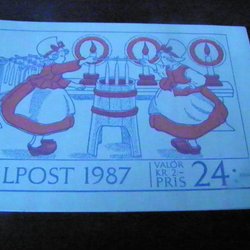 LPOST 1987
VALÖR
KR. 2:-
PRIS
24:-